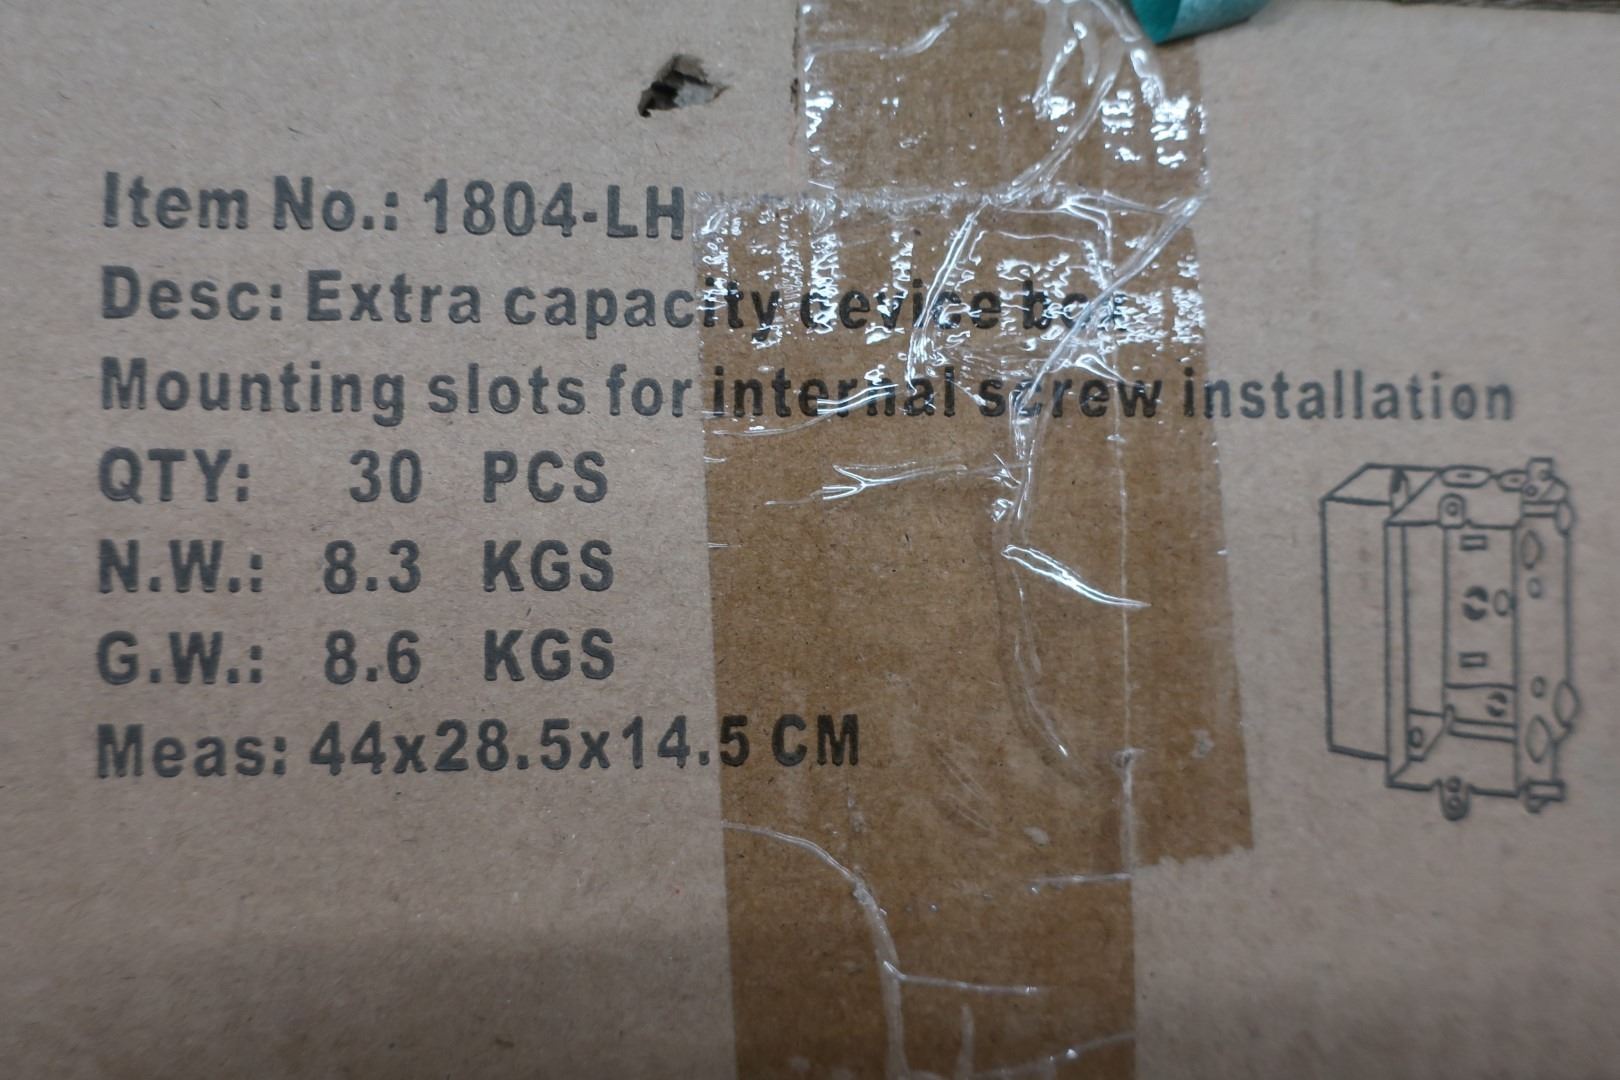 Item No.: 1804-LH
Desc: Extra capacity device
Mounting slots for internal screw installation
QTY: 30 PCS
N.W.: 8.3 KGS
G.W.: 8.6 KGS
Meas: 44x28.5x14.5 CM